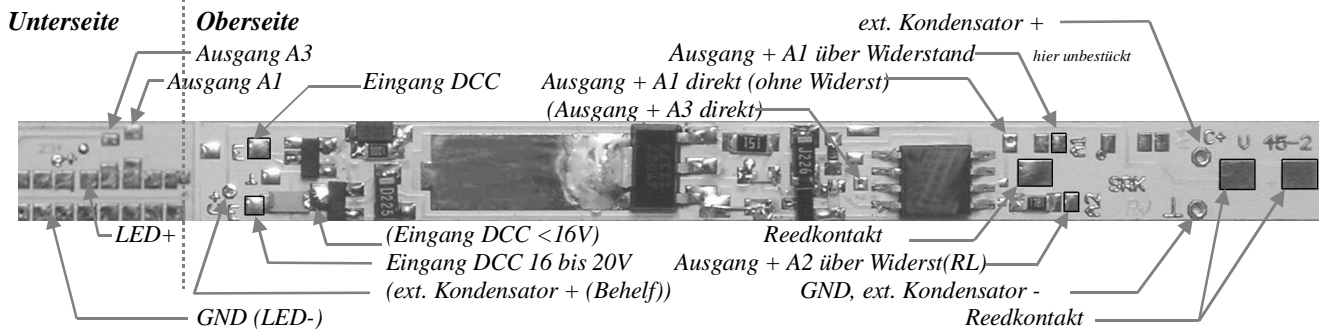 Unterseite
Oberseite
ext. Kondensator +
Ausgang A3
Ausgang + A1 über Widerstand
hier unbestückt
Ausgang A1
Eingang DCC
Ausgang + A1 direkt (ohne Widerst)
(Ausgang + A3 direkt)
C+
V 45-2
151
D225
SRK
LED+
(Eingang DCC <16V)
Reedkontakt
Eingang DCC 16 bis 20V
Ausgang + A2 über Widerst(RL)
(ext. Kondensator + (Behelf))
GND, ext. Kondensator -
GND (LED-)
Reedkontakt